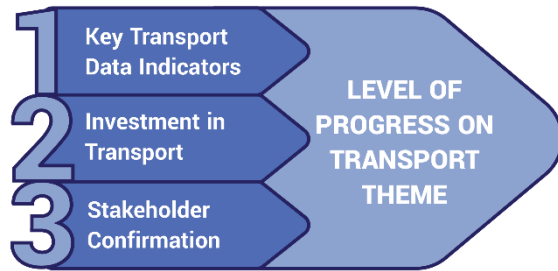 1
Key Transport
Data Indicators
2
Investment in
Transport
3
Stakeholder
Confirmation
LEVEL OF
PROGRESS ON
TRANSPORT
THEME